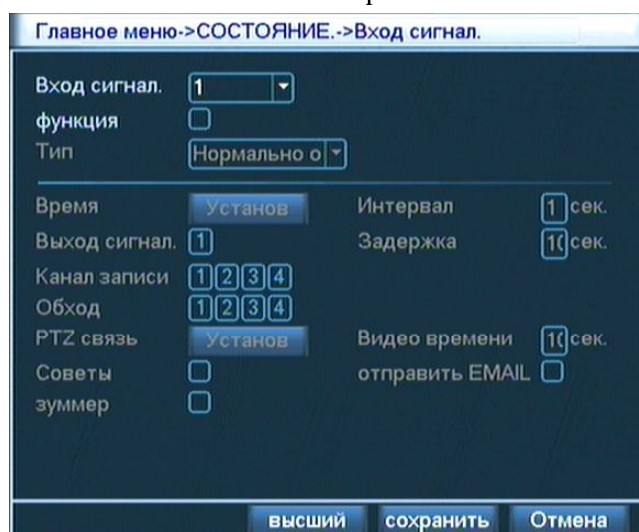 Главное меню->СОСТОЯНИЕ.->Вход сигнал.
Вход сигнал. 1
функция
Тип Нормально о
Время Установ Интервал 1 сек.
Выход сигнал. 1 Задержка 10 сек.
Канал записи 1 2 3 4
Обход 1 2 3 4
PTZ связь Установ Видео времени 10 сек.
Советы отправить EMAIL
зуммер
высший сохранить Отмена